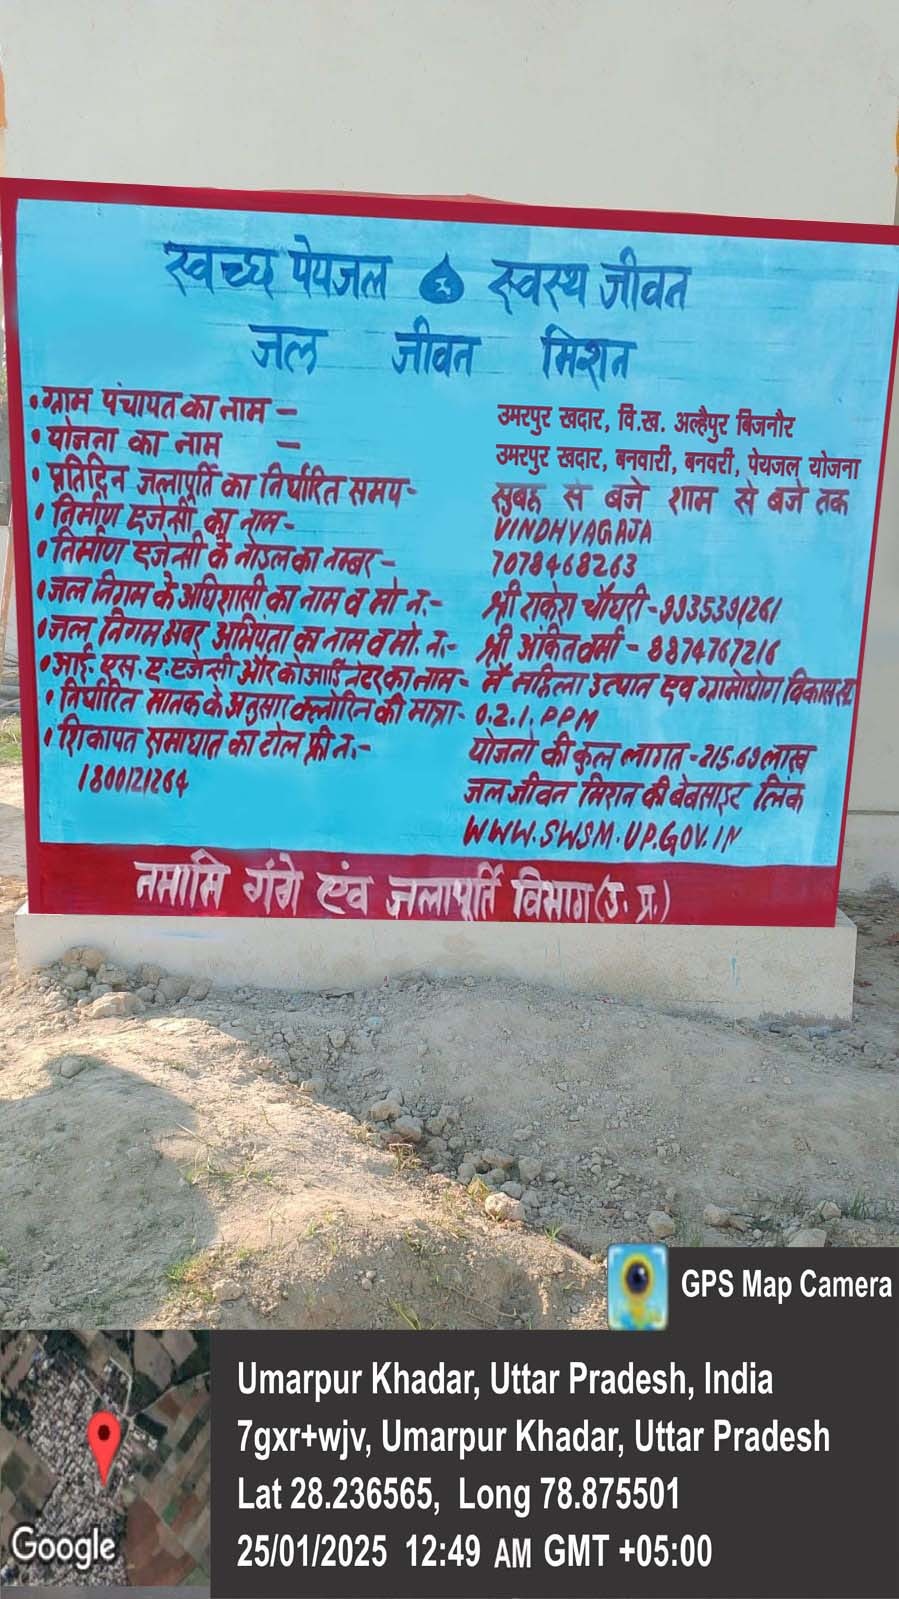 स्वच्छ पेयजल स्वस्थ जीवन
जल जीवन मिशन
• ग्राम पंचायत का नाम - उमरपुर खदार, वि.ख. अल्हैपुर बिजनौर
• योजना का नाम - उमरपुर खदार, बनवारी, बनवरी, पेयजल योजना
• प्रतिदिन जलापूर्ति का निर्धारित समय- सुबह से बजे शाम से बजे तक
• निर्माण एजेन्सी का नाम- VINDHYAGAJA
• निर्माण एजेन्सी के नोडल का नम्बर- 7078468263
• जल निगम के अधिशासी का नाम व मो न.- श्री राकेश चौधरी - 9935391261
• जल निगम अवर अभियंता का नाम व मो. न.- श्री अंकित वर्मा - 8874767216
• आई. एस. ए. एजेन्सी और कोआर्डिनेटर का नाम- मै महिला उत्थान एव ग्रामोद्योग विकास स
• निर्धारित मानक के अनुसार क्लोरिन की मात्रा- 0.2.1. PPM
• शिकापत समाधात का टोल फ्री न.- योजनो की कुल लागत - 215.69 लाख
1800121264 जल जीवन मिशन की बेबसाइट लिंक
WWW.SWSM.UP.GOV.IN
नमामि गंगे एंव जलापूर्ति विभाग (उ. प्र.)
GPS Map Camera
Umarpur Khadar, Uttar Pradesh, India
7gxr+wjv, Umarpur Khadar, Uttar Pradesh
Lat 28.236565, Long 78.875501
25/01/2025 12:49 AM GMT +05:00
Google